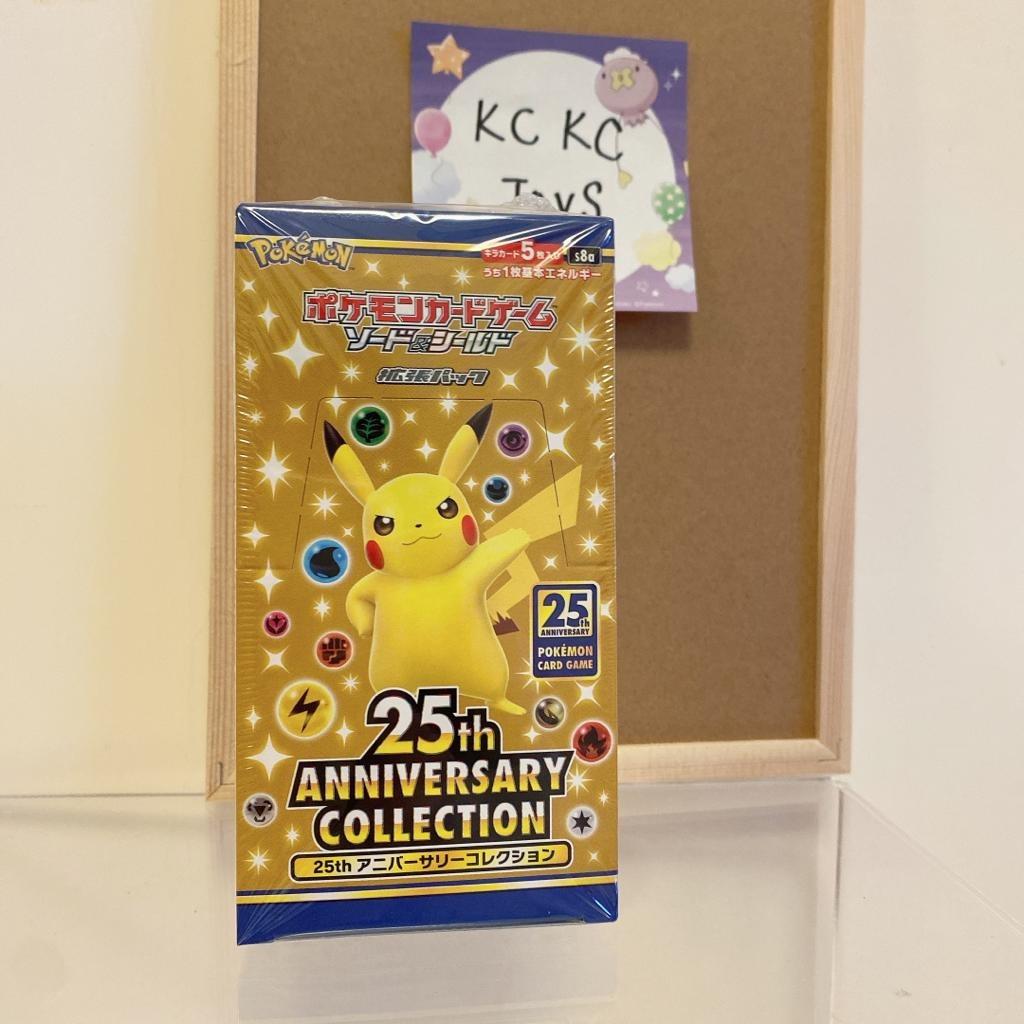 KC KC
Toys
POKéMON
キラカード5枚入り s8a
うち1枚基本エネルギー
ポケモンカードゲーム
ソード&シールド
拡張パック
25th
ANNIVERSARY
POKÉMON
CARD GAME
25th
ANNIVERSARY
COLLECTION
25th アニバーサリーコレクション